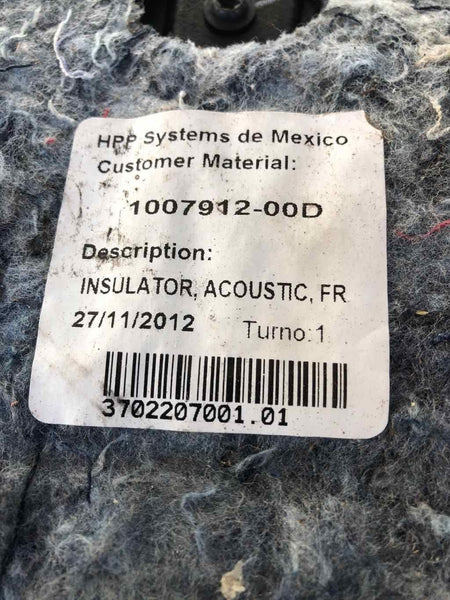 HPP Systems de Mexico
Customer Material:
1007912-00D
Description:
INSULATOR, ACOUSTIC, FR
27/11/2012 Turno:1
3702207001.01